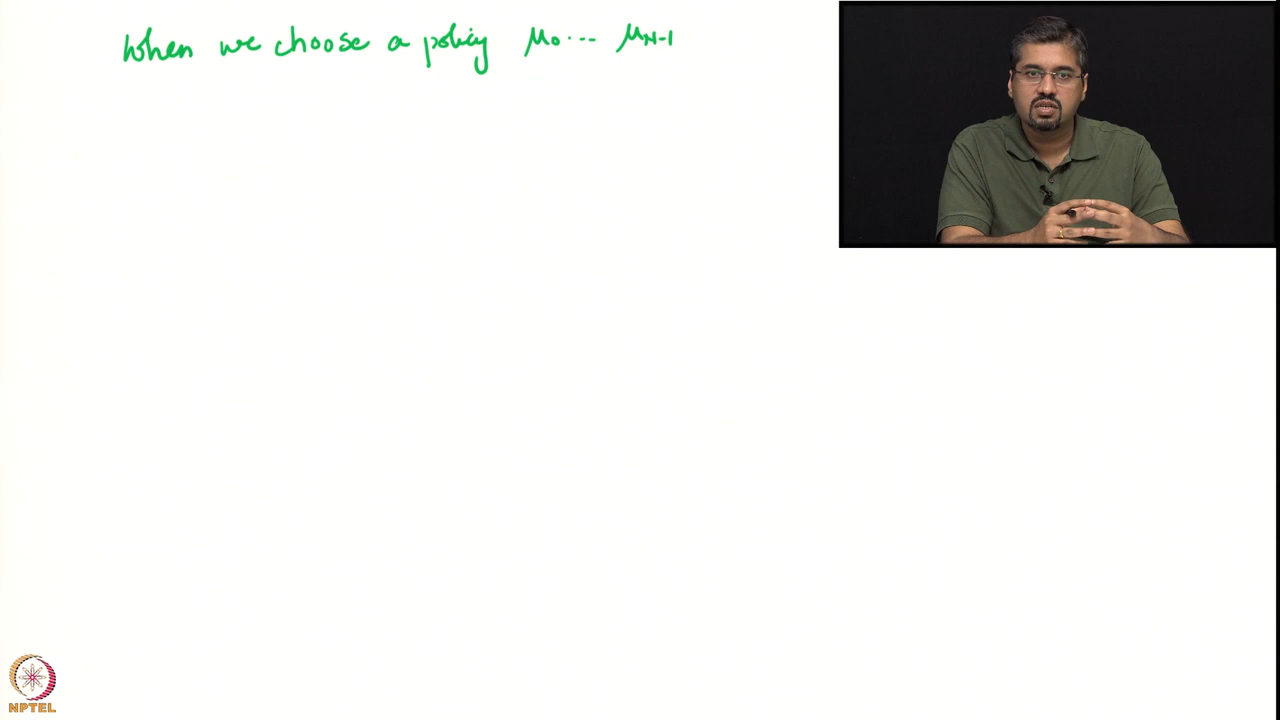 When we choose a policy μ0... μN-1
NPTEL